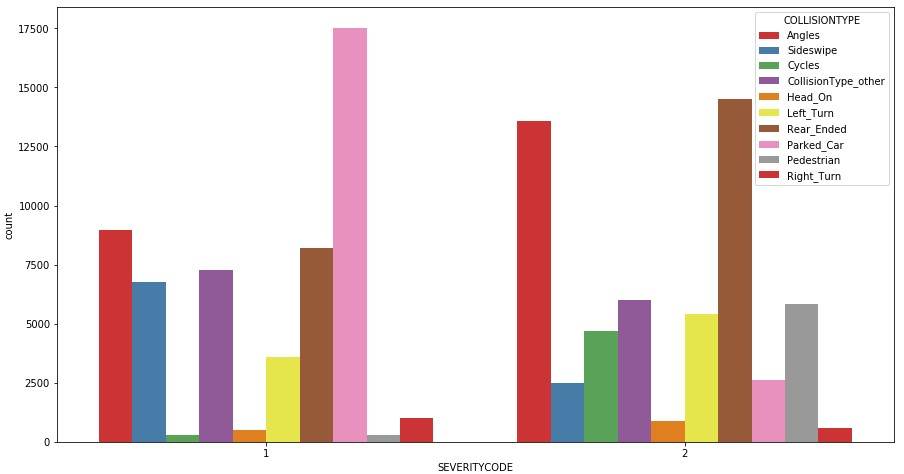 17500
15000
12500
10000
7500
5000
2500
0
count
1
2
SEVERITYCODE
COLLISIONTYPE
Angles
Sideswipe
Cycles
CollisionType_other
Head_On
Left_Turn
Rear_Ended
Parked_Car
Pedestrian
Right_Turn